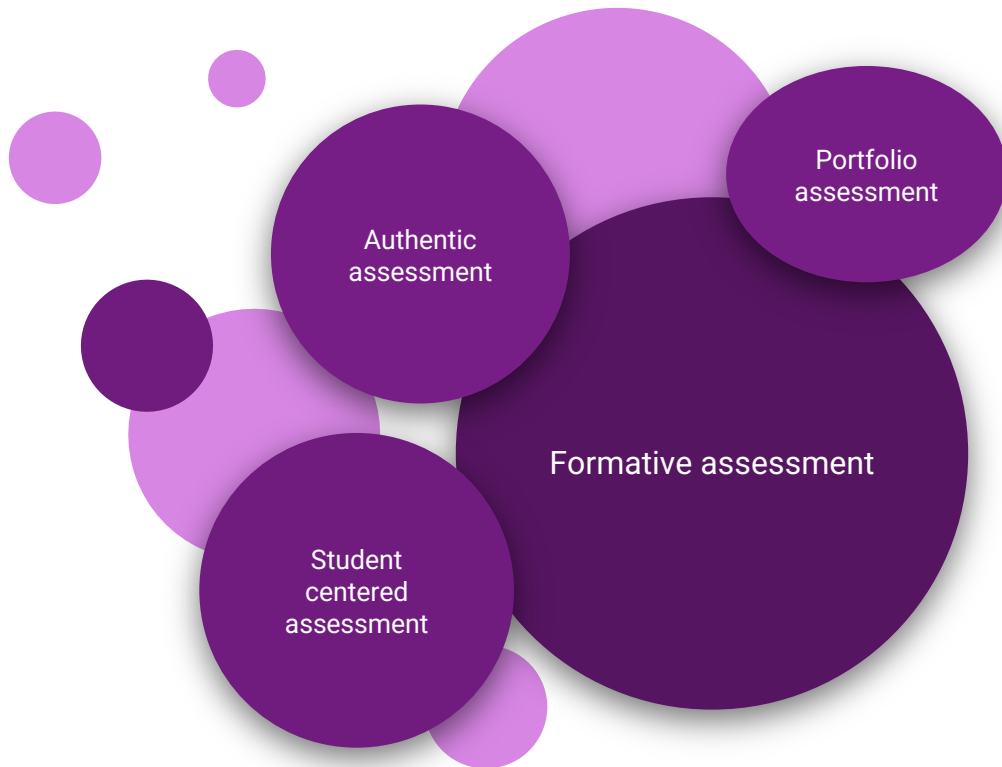 Portfolio
assessment
Authentic
assessment
Formative assessment
Student
centered
assessment